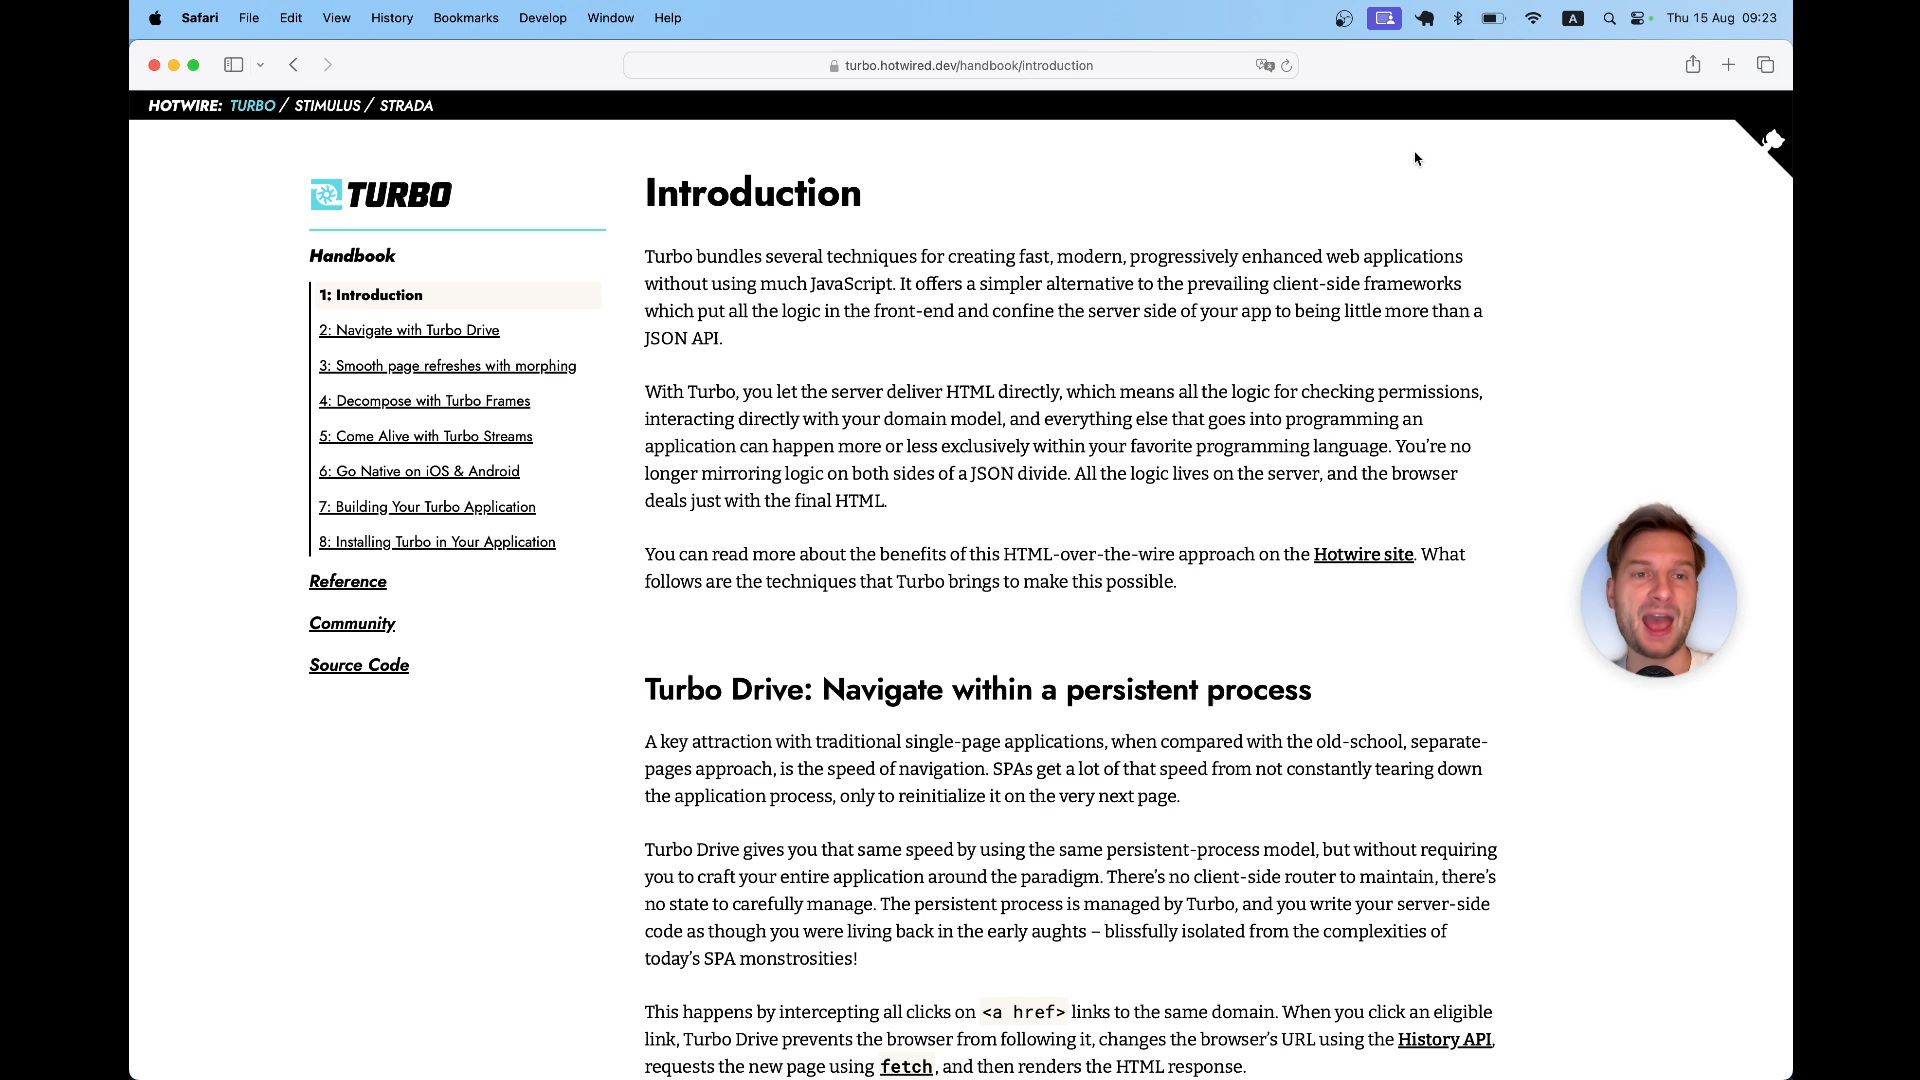 Safari File Edit View History Bookmarks Develop Window Help A Thu 15 Aug 09:23
turbo.hotwired.dev/handbook/introduction
HOTWIRE: TURBO / STIMULUS / STRADA
TURBO
Handbook
1: Introduction
2: Navigate with Turbo Drive
3: Smooth page refreshes with morphing
4: Decompose with Turbo Frames
5: Come Alive with Turbo Streams
6: Go Native on iOS & Android
7: Building Your Turbo Application
8: Installing Turbo in Your Application
Reference
Community
Source Code
Introduction
Turbo bundles several techniques for creating fast, modern, progressively enhanced web applications
without using much JavaScript. It offers a simpler alternative to the prevailing client-side frameworks
which put all the logic in the front-end and confine the server side of your app to being little more than a
JSON API.
With Turbo, you let the server deliver HTML directly, which means all the logic for checking permissions,
interacting directly with your domain model, and everything else that goes into programming an
application can happen more or less exclusively within your favorite programming language. You’re no
longer mirroring logic on both sides of a JSON divide. All the logic lives on the server, and the browser
deals just with the final HTML.
You can read more about the benefits of this HTML-over-the-wire approach on the Hotwire site. What
follows are the techniques that Turbo brings to make this possible.
Turbo Drive: Navigate within a persistent process
A key attraction with traditional single-page applications, when compared with the old-school, separate-
pages approach, is the speed of navigation. SPAs get a lot of that speed from not constantly tearing down
the application process, only to reinitialize it on the very next page.
Turbo Drive gives you that same speed by using the same persistent-process model, but without requiring
you to craft your entire application around the paradigm. There’s no client-side router to maintain, there’s
no state to carefully manage. The persistent process is managed by Turbo, and you write your server-side
code as though you were living back in the early aughts – blissfully isolated from the complexities of
today’s SPA monstrosities!
This happens by intercepting all clicks on <a href> links to the same domain. When you click an eligible
link, Turbo Drive prevents the browser from following it, changes the browser’s URL using the History API,
requests the new page using fetch, and then renders the HTML response.